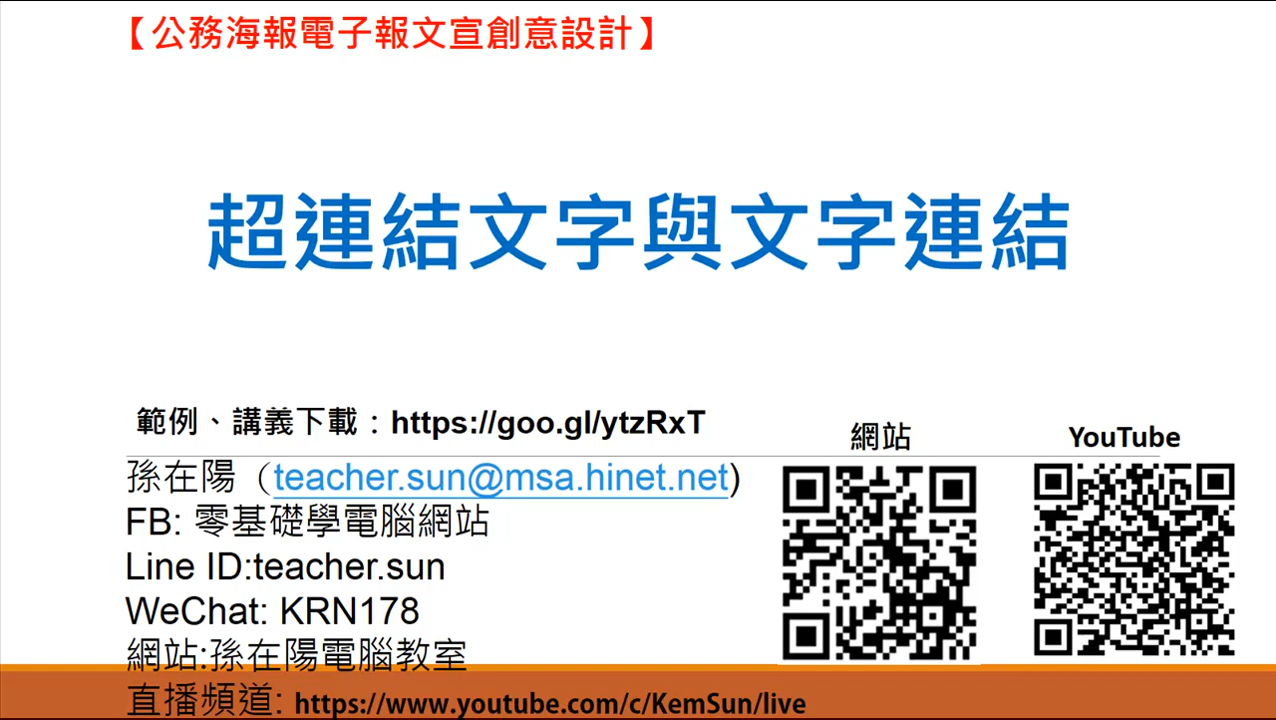 【公務海報電子報文宣創意設計】
超連結文字與文字連結
範例、講義下載：https://goo.gl/ytzRxT
網站
YouTube
孫在陽（teacher.sun@msa.hinet.net)
FB: 零基礎學電腦網站
Line ID:teacher.sun
WeChat: KRN178
網站:孫在陽電腦教室
直播頻道: https://www.youtube.com/c/KemSun/live